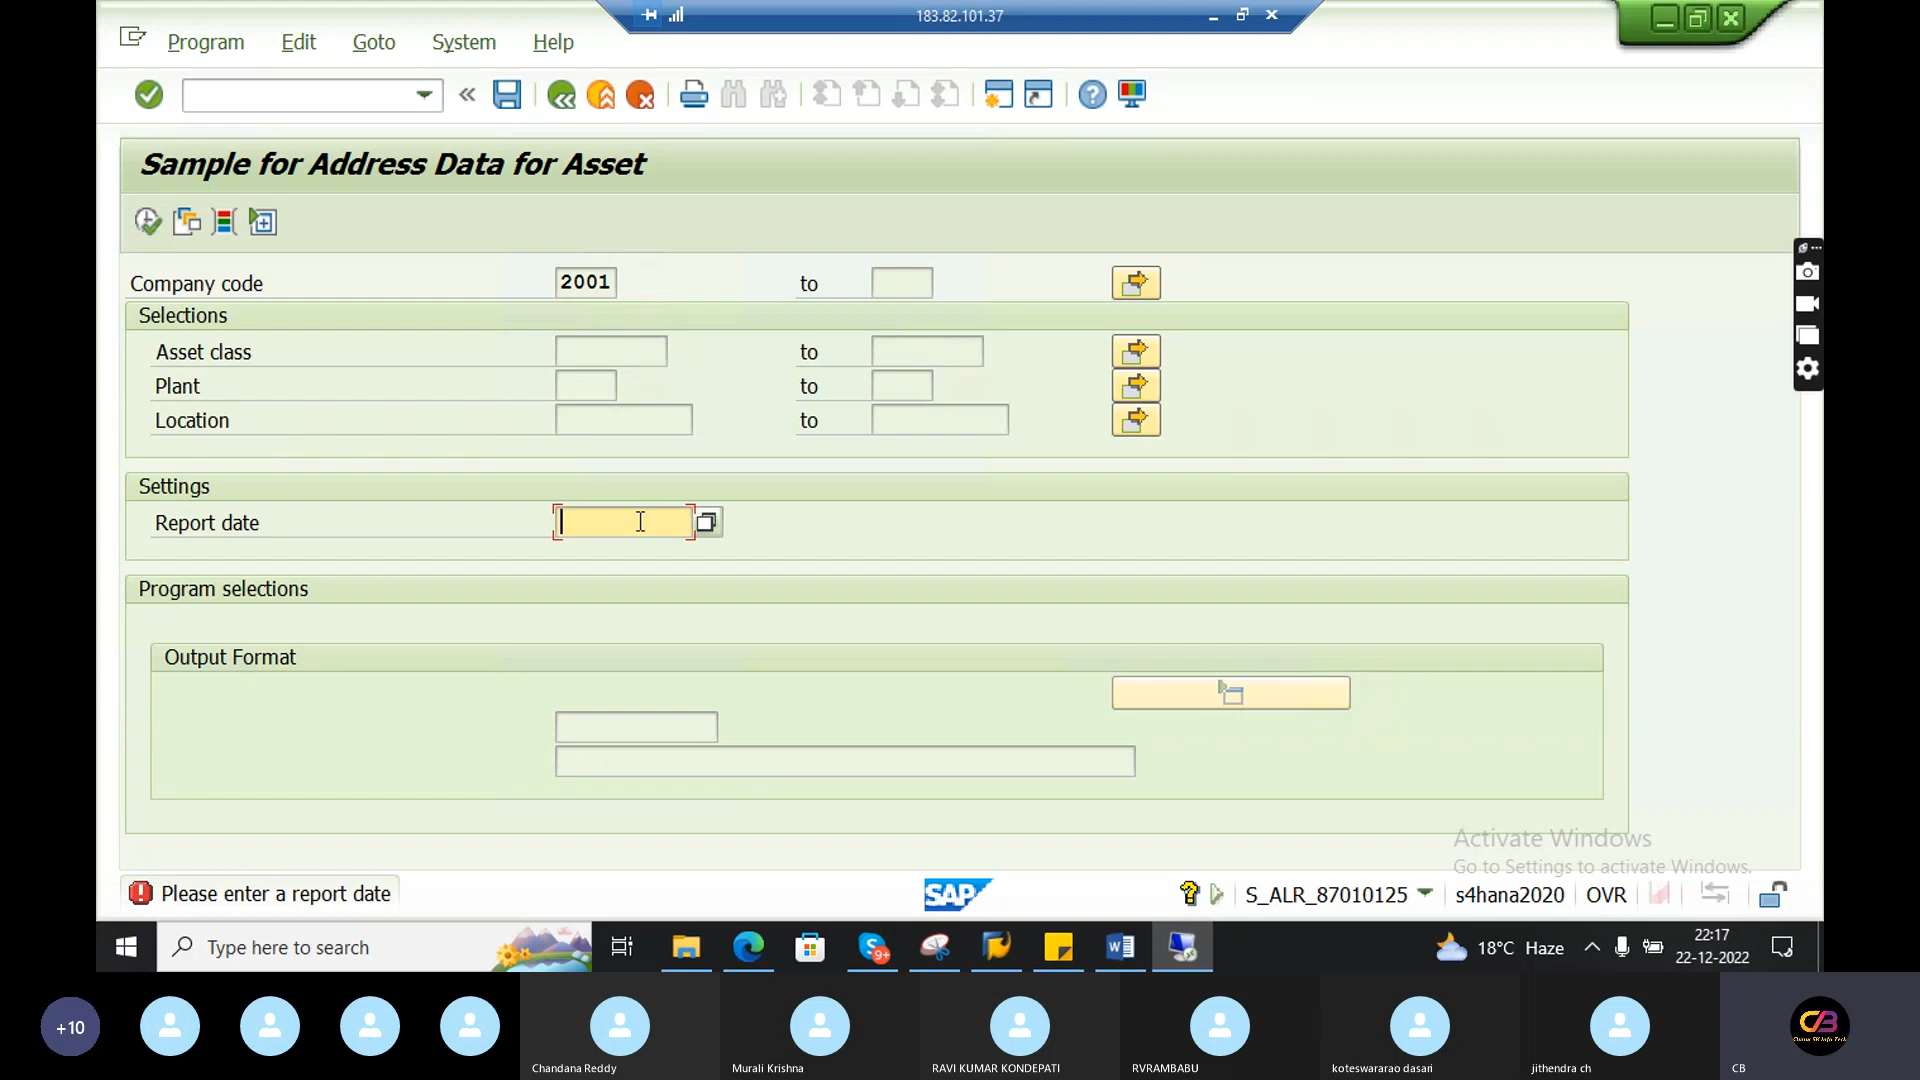 183.82.101.37
Program Edit Goto System Help
Sample for Address Data for Asset
Company code 2001 to
Selections
Asset class to
Plant to
Location to
Settings
Report date
Program selections
Output Format
Activate Windows
Go to Settings to activate Windows.
Please enter a report date
SAP
S_ALR_87010125
s4hana2020
OVR
Type here to search
9+
18°C Haze
22:17
22-12-2022
+10
Chandana Reddy
Murali Krishna
RAVI KUMAR KONDEPATI
RVRAMBABU
koteswararao dasari
jithendra ch
CB
CB